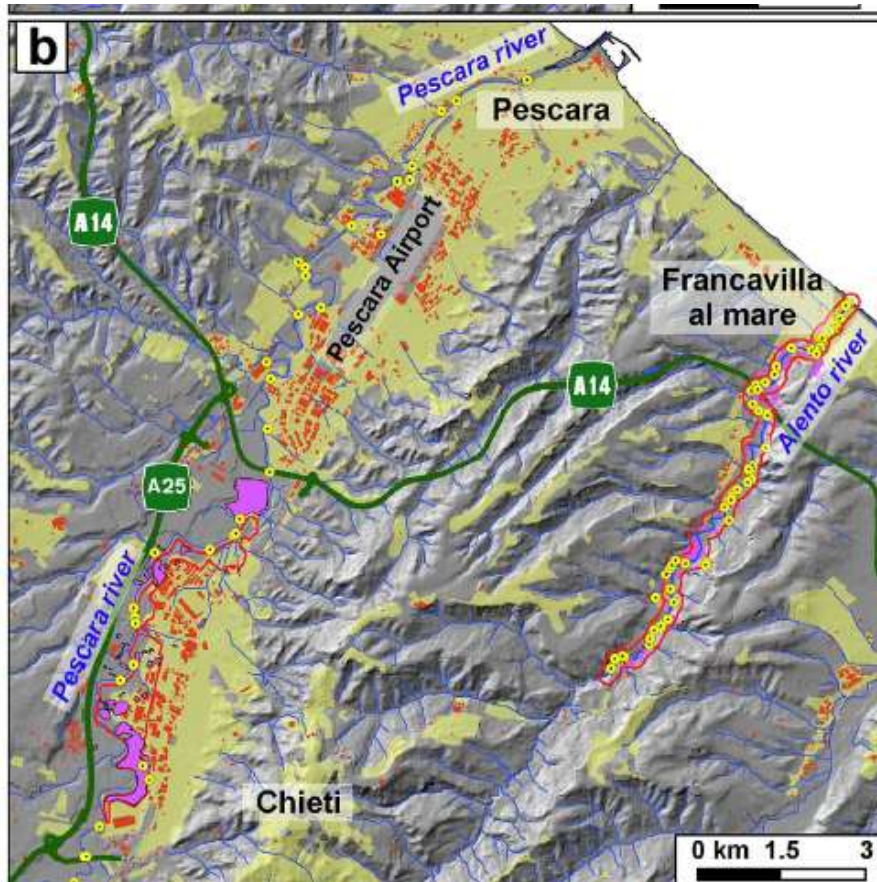 b
Pescara river
Pescara
A14
Pescara Airport
Francavilla
al mare
A14
Alento river
A25
Pescara river
Chieti
0 km 1.5 3